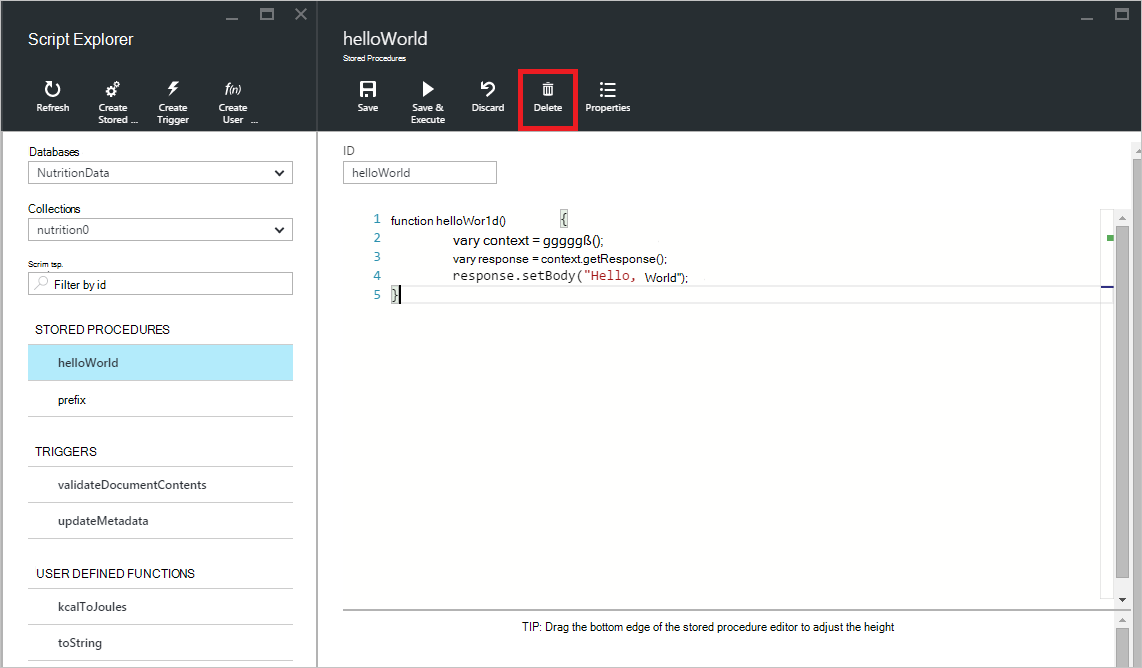 Script Explorer
Refresh
Create
Stored ...
Create
Trigger
f(n)
Create
User ...
Databases
NutritionData
Collections
nutrition0
Scrim tsp.
Filter by id
STORED PROCEDURES
helloWorld
prefix
TRIGGERS
validateDocumentContents
updateMetadata
USER DEFINED FUNCTIONS
kcalToJoules
toString
helloWorld
Stored Procedures
Save
Save &
Execute
Discard
Delete
Properties
ID
helloWorld
1 function helloWor1d() {
2 vary context = gggggß();
3 vary response = context.getResponse();
4 response.setBody("Hello, World");
5 }
TIP: Drag the bottom edge of the stored procedure editor to adjust the height